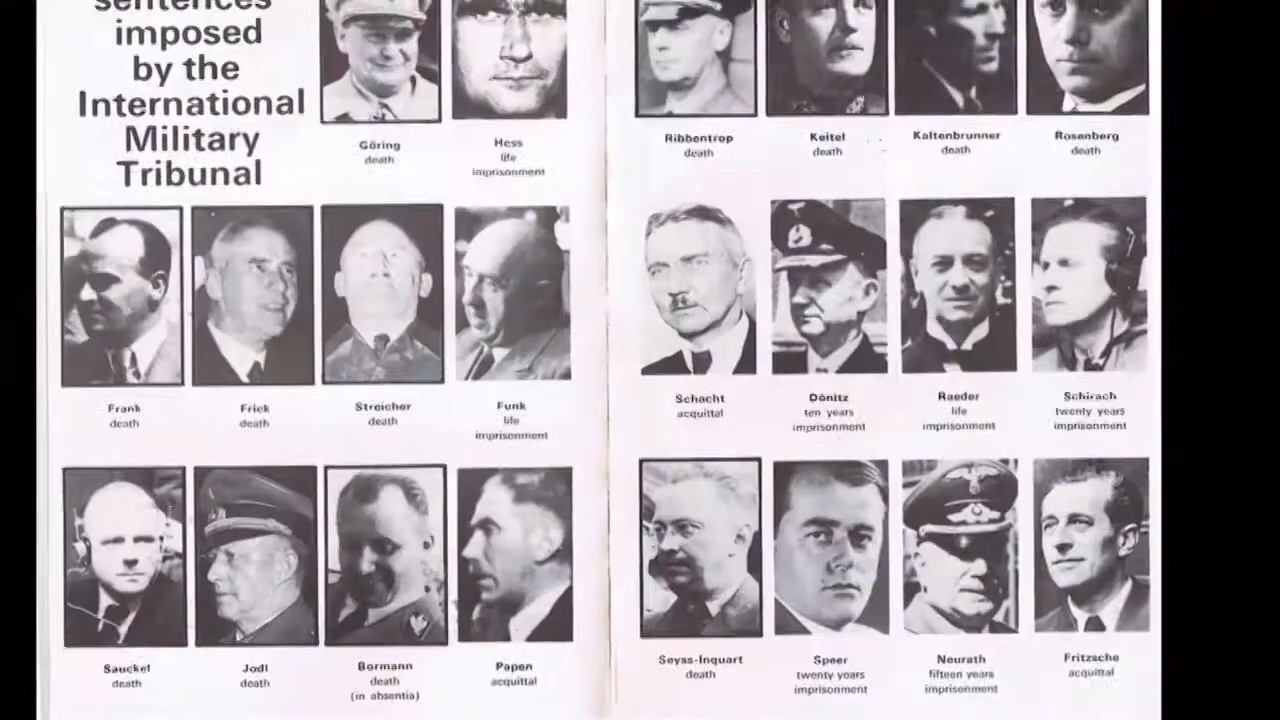 sentences
imposed
by the
International
Military
Tribunal
Göring
death
Hess
life
imprisonment
Ribbentrop
death
Keitel
death
Kaltenbrunner
death
Rosenberg
death
Frank
death
Frick
death
Streicher
death
Funk
life
imprisonment
Schacht
acquittal
Dönitz
ten years
imprisonment
Raeder
life
imprisonment
Schirach
twenty years
imprisonment
Sauckel
death
Jodl
death
Bormann
death
(in absentia)
Papen
acquittal
Seyss-Inquart
death
Speer
twenty years
imprisonment
Neurath
fifteen years
imprisonment
Fritzsche
acquittal